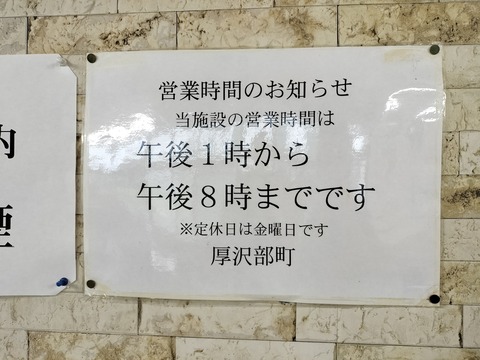 営業時間のお知らせ
当施設の営業時間は
午後１時から
午後８時までです
※定休日は金曜日です
厚沢部町
内
煙